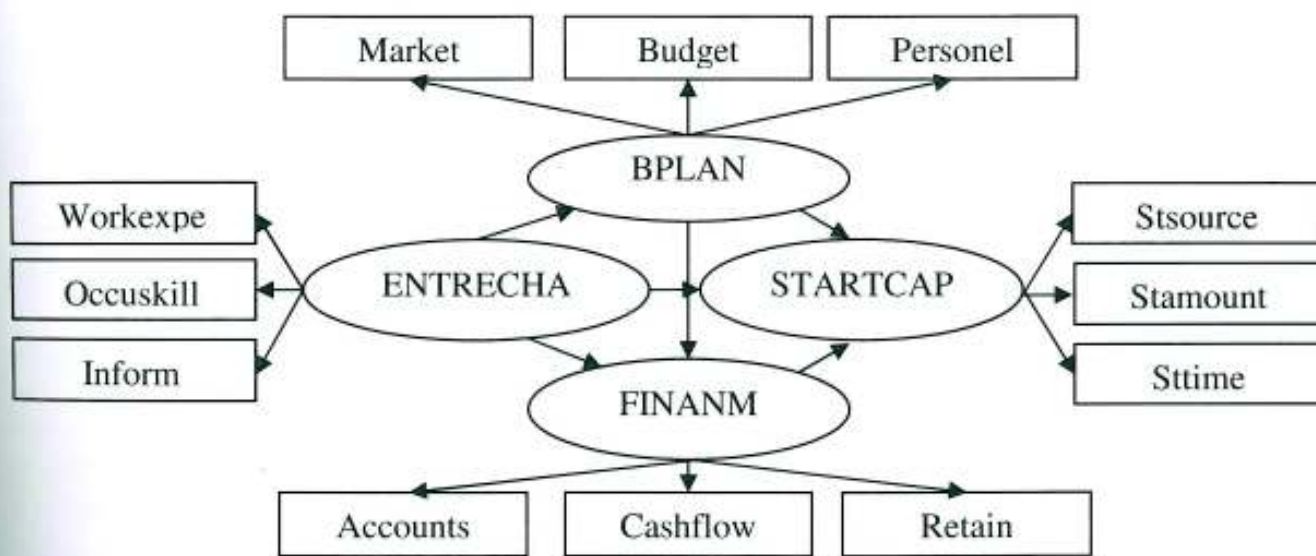 Market
Budget
Personel
BPLAN
Workexpe
Stsource
ENTRECHA
STARTCAP
Occuskill
Stamount
Inform
Sttime
FINANM
Accounts
Cashflow
Retain